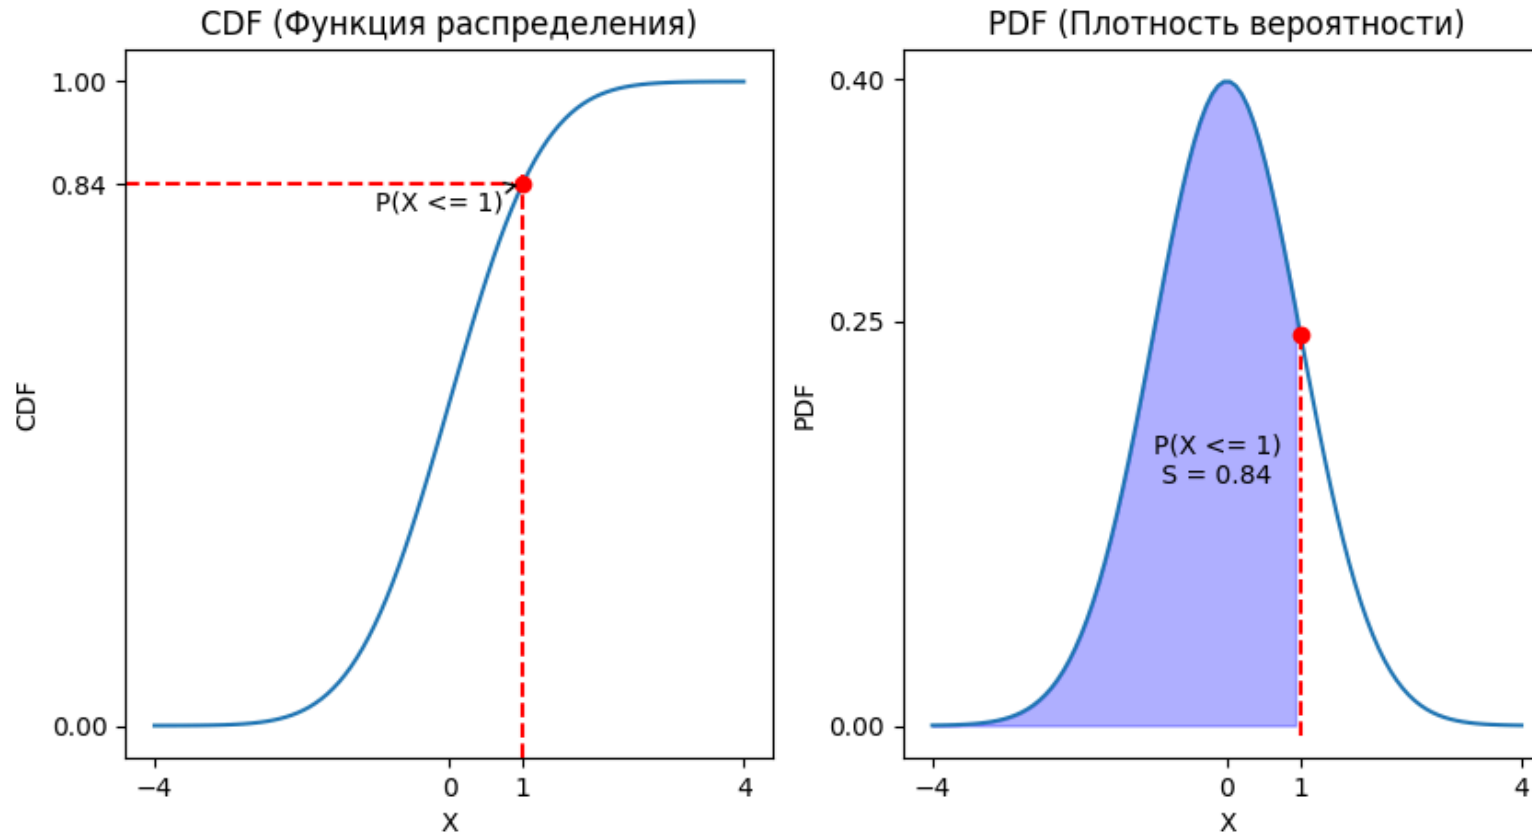 CDF (Функция распределения)
1.00
0.84
P(X <= 1)
CDF
0.00
−4
0
1
4
X
PDF (Плотность вероятности)
0.40
0.25
PDF
P(X <= 1)
S = 0.84
0.00
−4
0
1
4
X